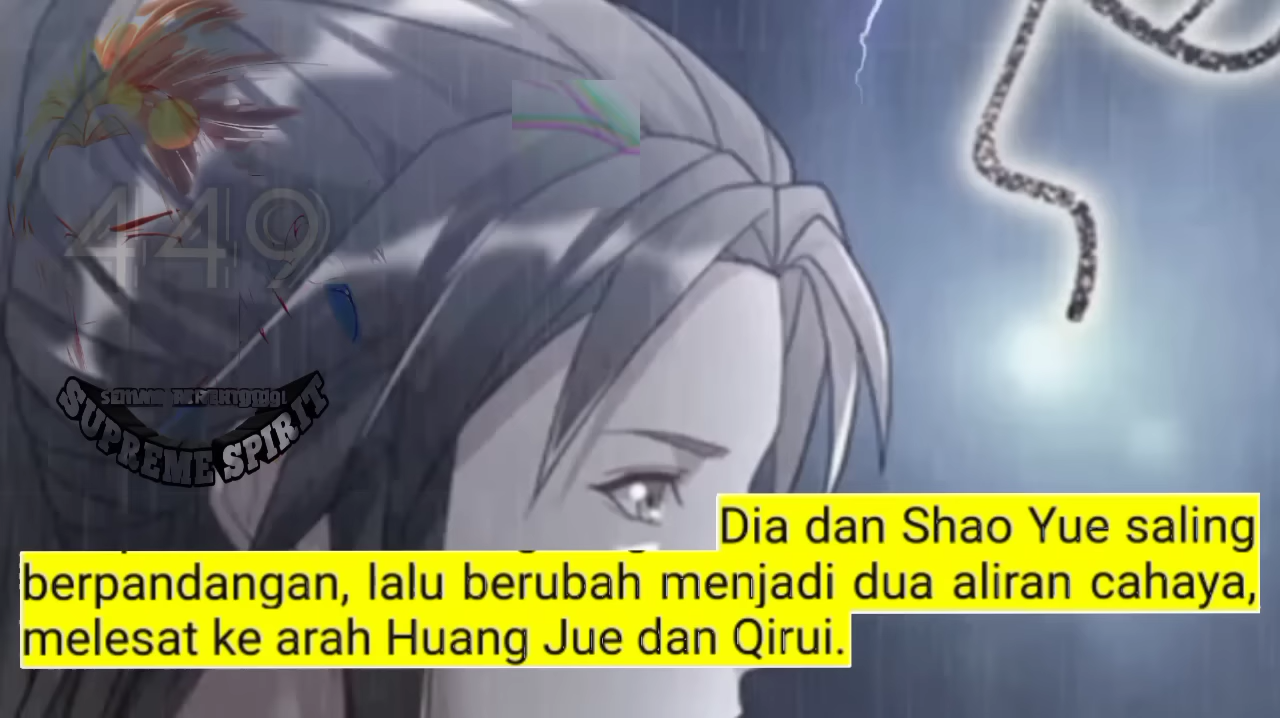 449
SUPREME SPIRIT
Dia dan Shao Yue saling
berpandangan, lalu berubah menjadi dua aliran cahaya,
melesat ke arah Huang Jue dan Qirui.